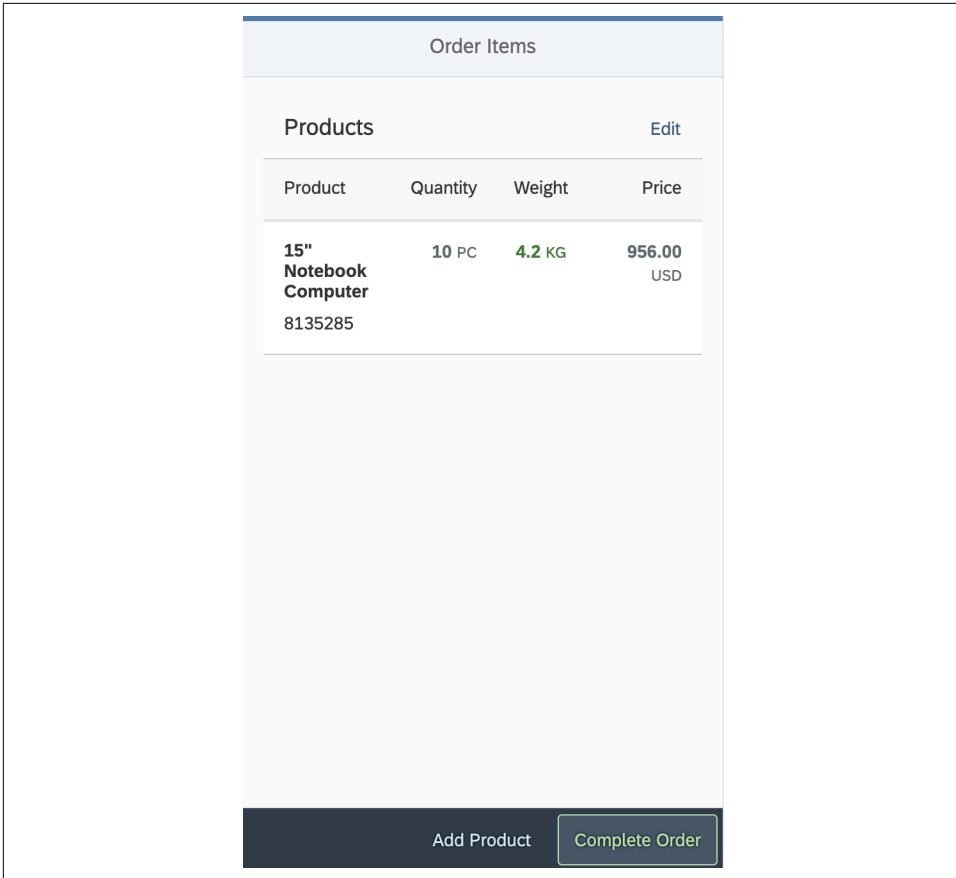 Order Items
Products Edit
Product Quantity Weight Price
15" 10 PC 4.2 KG 956.00
Notebook USD
Computer
8135285
Add Product Complete Order